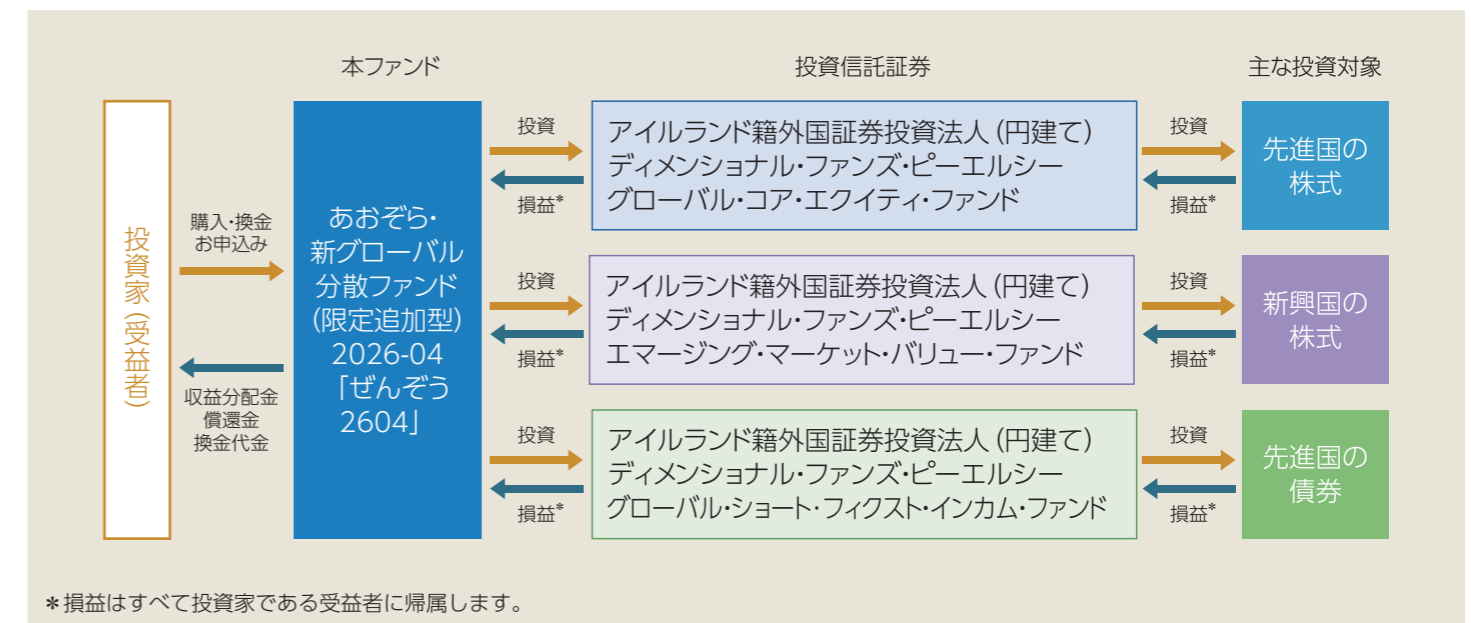 本ファンド
投資信託証券
主な投資対象
投資家（受益者）
購入・換金
お申込み
収益分配金
償還金
換金代金
あおぞら・
新グローバル
分散ファンド
(限定追加型)
2026-04
「ぜんぞう
2604」
投資
損益*
アイルランド籍外国証券投資法人（円建て）
ディメンショナル・ファンズ・ピーエルシー
グローバル・コア・エクイティ・ファンド
投資
損益*
先進国の
株式
投資
損益*
アイルランド籍外国証券投資法人（円建て）
ディメンショナル・ファンズ・ピーエルシー
エマージング・マーケット・バリュー・ファンド
投資
損益*
新興国の
株式
投資
損益*
アイルランド籍外国証券投資法人（円建て）
ディメンショナル・ファンズ・ピーエルシー
グローバル・ショート・フィクスト・インカム・ファンド
投資
損益*
先進国の
債券
＊損益はすべて投資家である受益者に帰属します。